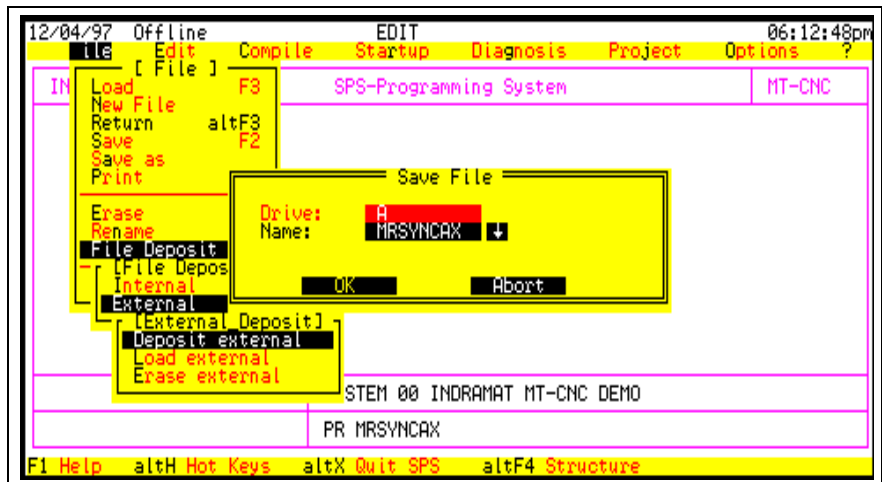 12/04/97 Offline EDIT 06:12:48pm
ile Edit Compile Startup Diagnosis Project Options ?
[ File ]
IN SPS-Programming System MT-CNC
Load F3
New File
Return altF3
Save F2
Save as
Print
Save File
Erase
Drive: A
Rename
Name: MRSYNCAX ↓
File Deposit
[File Depos
Internal
OK Abort
External
[External Deposit]
Deposit external
Load external
Erase external
STEM 00 INDRAMAT MT-CNC DEMO
PR MRSYNCAX
F1 Help altH Hot Keys altX Quit SPS altF4 Structure